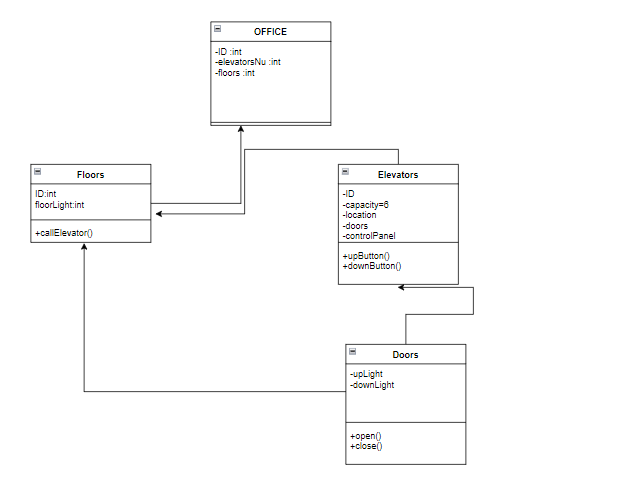 OFFICE
-ID :int
-elevatorsNu :int
-floors :int
Floors
ID:int
floorLight:int
+callElevator()
Elevators
-ID
-capacity=6
-location
-doors
-controlPanel
+upButton()
+downButton()
Doors
-upLight
-downLight
+open()
+close()